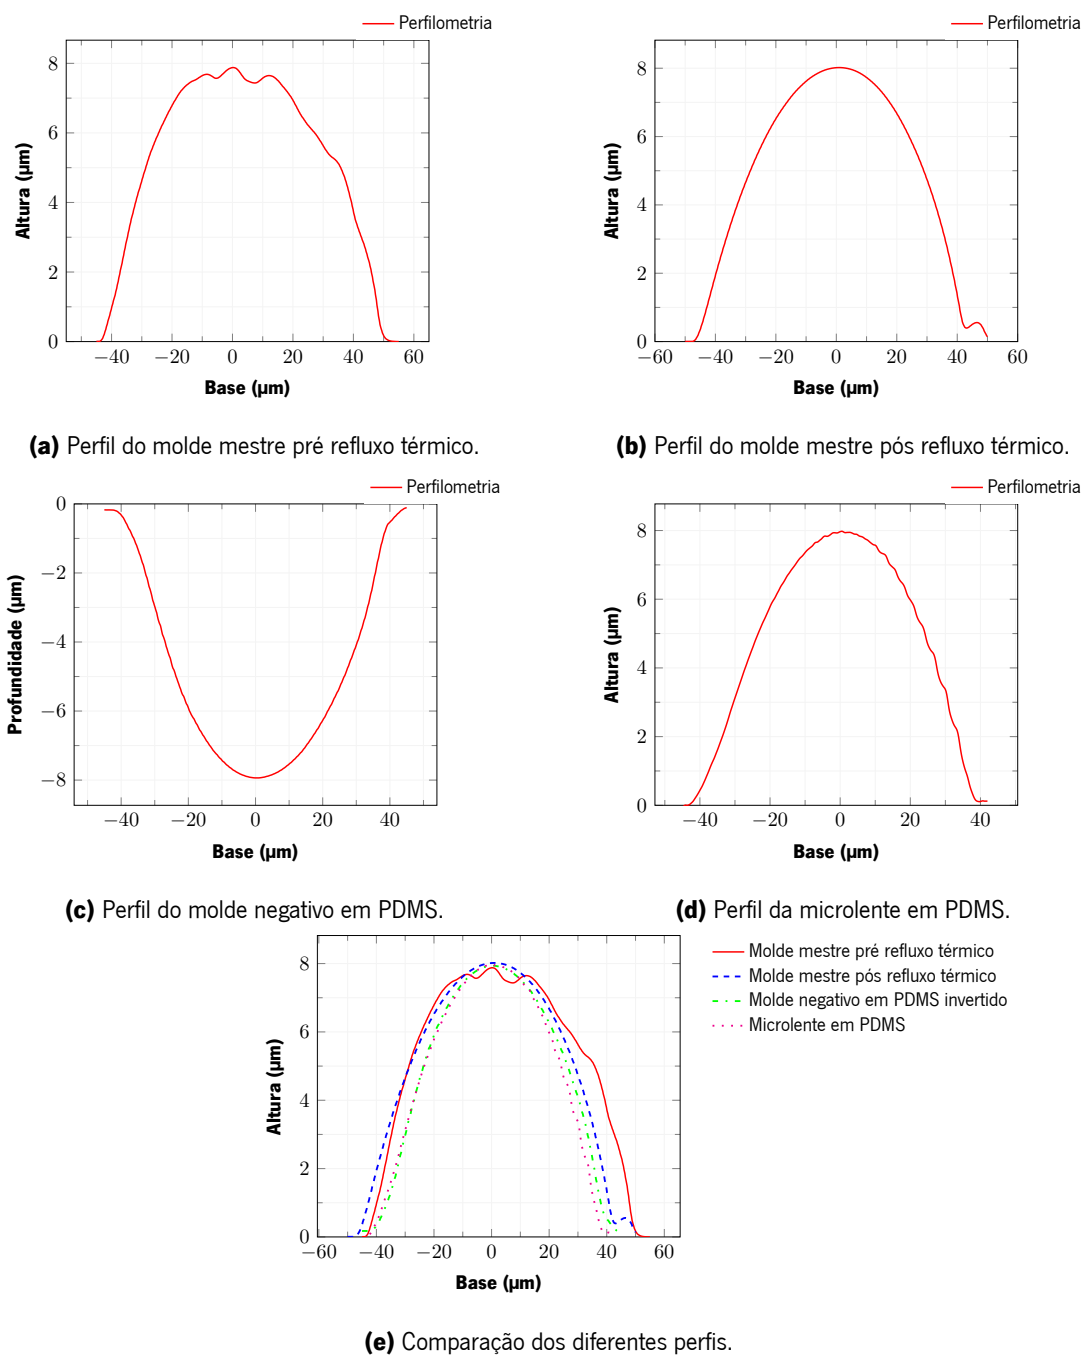 Perfilometria
8
6
4
2
0
−40 −20 0 20 40 60
Altura (µm)
Base (µm)
(a) Perfil do molde mestre pré refluxo térmico.
Perfilometria
8
6
4
2
0
−60 −40 −20 0 20 40 60
Altura (µm)
Base (µm)
(b) Perfil do molde mestre pós refluxo térmico.
Perfilometria
0
−2
−4
−6
−8
−40 −20 0 20 40
Profundidade (µm)
Base (µm)
(c) Perfil do molde negativo em PDMS.
Perfilometria
8
6
4
2
0
−40 −20 0 20 40
Altura (µm)
Base (µm)
(d) Perfil da microlente em PDMS.
8
6
4
2
0
−60 −40 −20 0 20 40 60
Altura (µm)
Base (µm)
Molde mestre pré refluxo térmico
Molde mestre pós refluxo térmico
Molde negativo em PDMS invertido
Microlente em PDMS
(e) Comparação dos diferentes perfis.